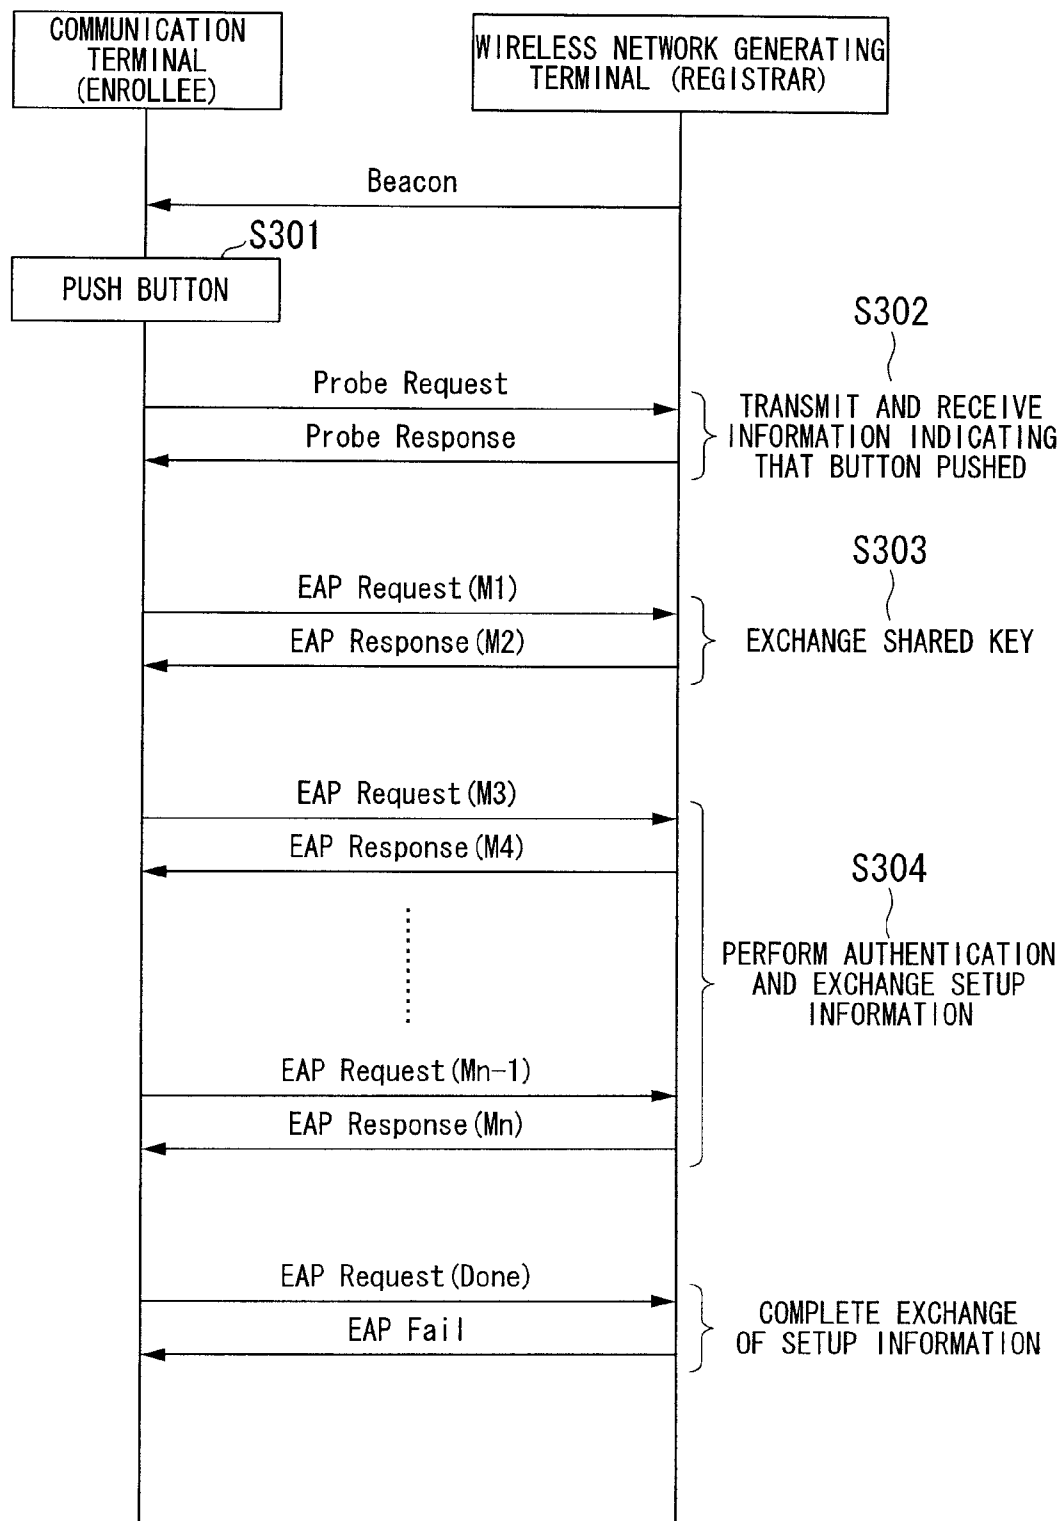 COMMUNICATION
TERMINAL
(ENROLLEE)
WIRELESS NETWORK GENERATING
TERMINAL (REGISTRAR)
Beacon
S301
PUSH BUTTON
S302
Probe Request
TRANSMIT AND RECEIVE
INFORMATION INDICATING
THAT BUTTON PUSHED
Probe Response
S303
EAP Request(M1)
EXCHANGE SHARED KEY
EAP Response(M2)
EAP Request(M3)
EAP Response(M4)
S304
PERFORM AUTHENTICATION
AND EXCHANGE SETUP
INFORMATION
EAP Request(Mn-1)
EAP Response(Mn)
EAP Request(Done)
COMPLETE EXCHANGE
OF SETUP INFORMATION
EAP Fail